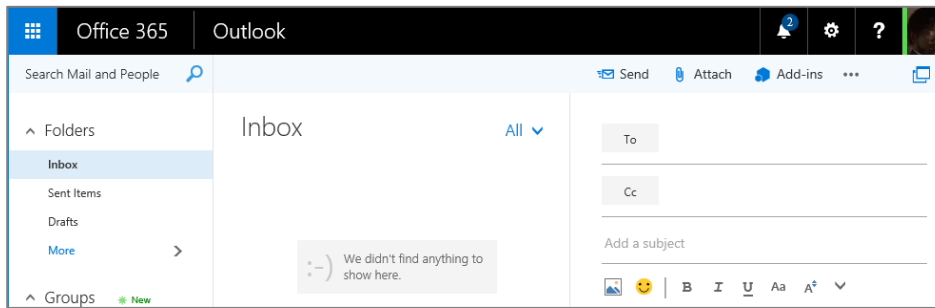 Office 365 Outlook 2 ?
Search Mail and People Send Attach Add-ins •••
Folders
Inbox
Sent Items
Drafts
More
Groups New
Inbox All
:-) We didn't find anything to
show here.
To
Cc
Add a subject
B I U Aa A